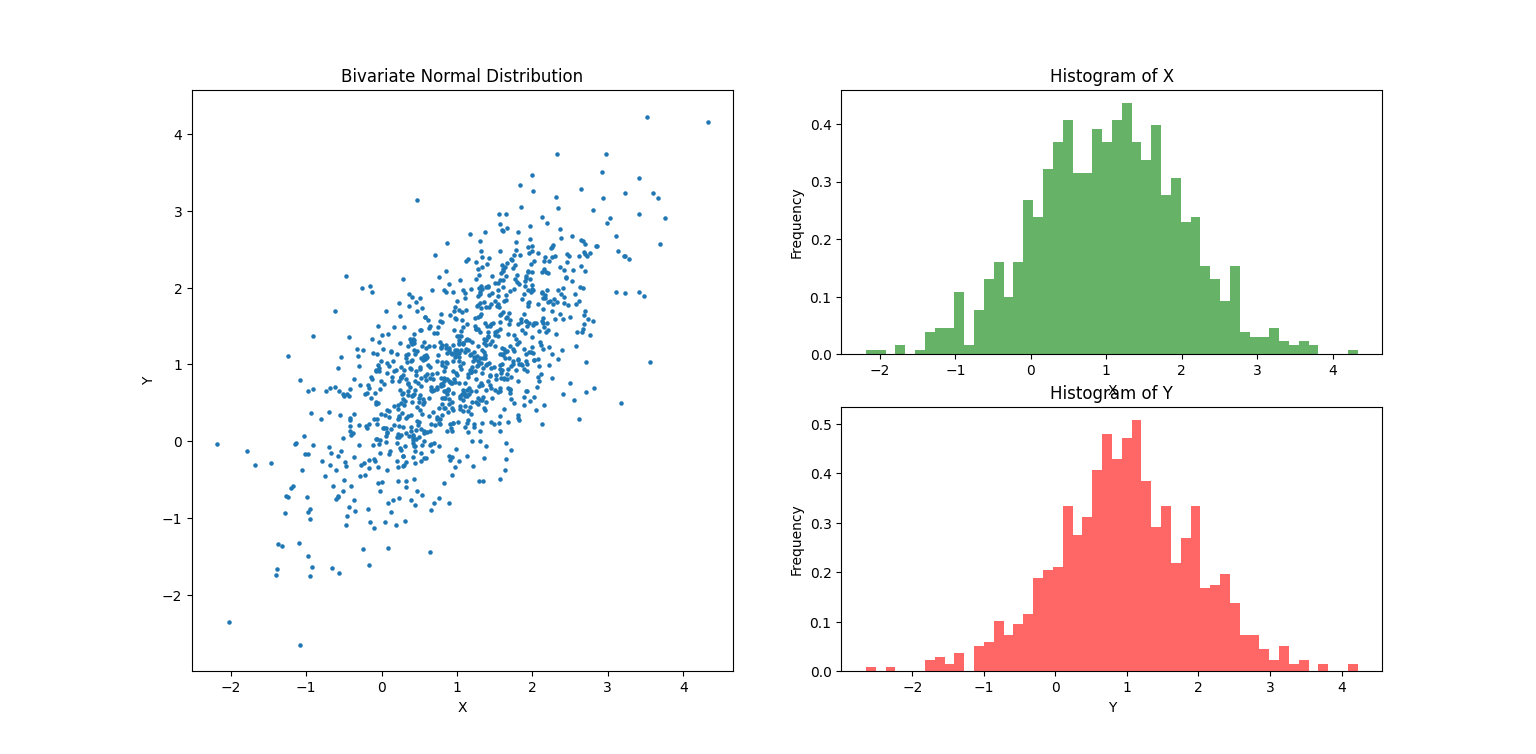 Bivariate Normal Distribution
Y
4
3
2
1
0
−1
−2
−2 −1 0 1 2 3 4
X
Histogram of X
Frequency
0.4
0.3
0.2
0.1
0.0
−2 −1 0 1 2 3 4
X
Histogram of Y
Frequency
0.5
0.4
0.3
0.2
0.1
0.0
−2 −1 0 1 2 3 4
Y